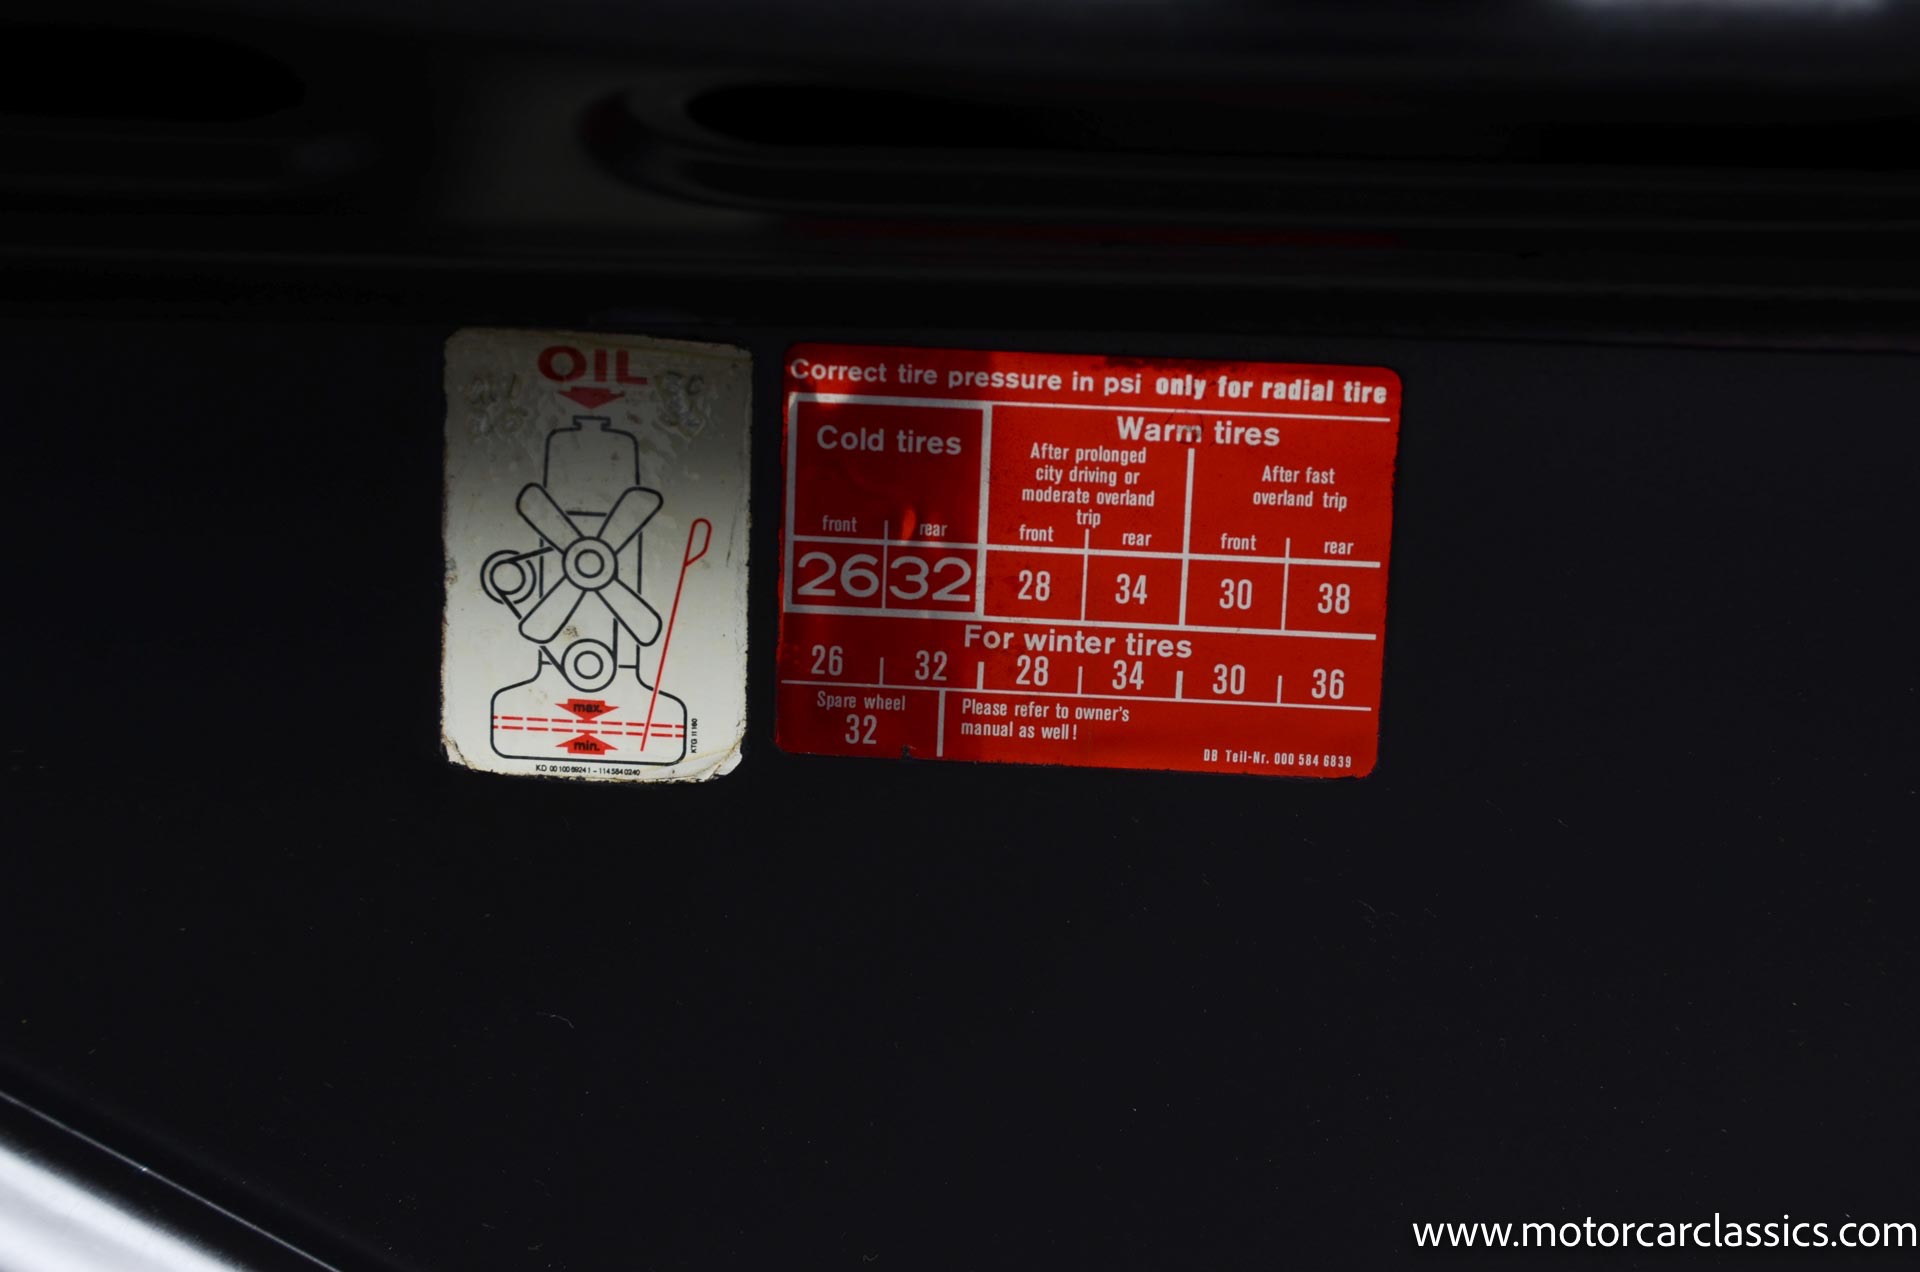 OIL
max.
min.
KTG 11 160
Correct tire pressure in psi only for radial tire
Cold tires
Warm tires
After prolonged
city driving or
moderate overland
trip
After fast
overland trip
front rear front rear front rear
26 32 28 34 30 38
For winter tires
26 32 28 34 30 36
Spare wheel
32
Please refer to owner's
manual as well!
DB Teil-Nr. 000 584 6839
www.motorcarclassics.com